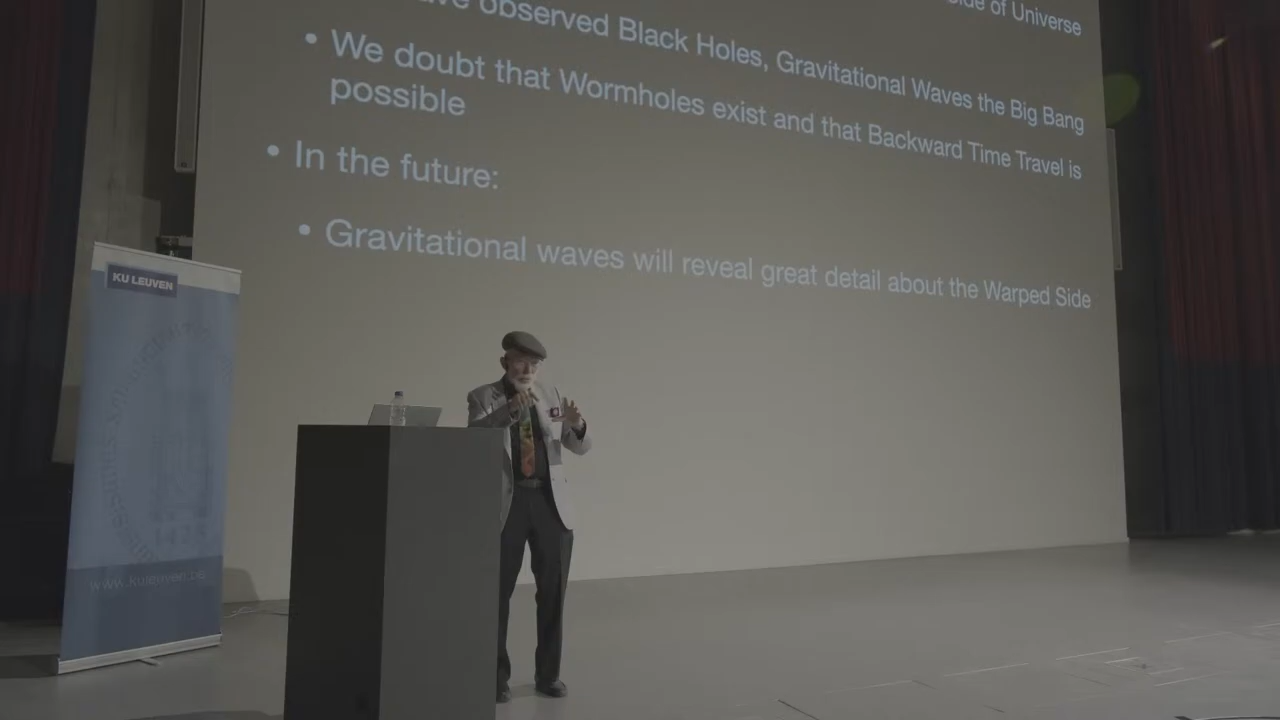 Side of Universe
observed Black Holes, Gravitational Waves the Big Bang
• We doubt that Wormholes exist and that Backward Time Travel is
possible
• In the future:
• Gravitational waves will reveal great detail about the Warped Side
KU LEUVEN
1425
www.kuleuven.be